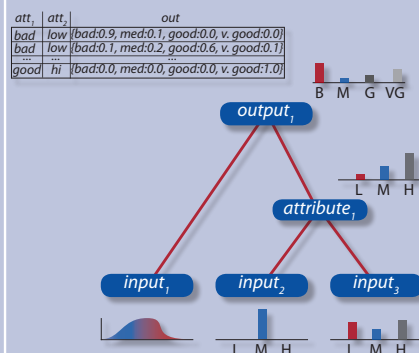 att₁ att₂ out
bad low {bad:0.9, med:0.1, good:0.0, v. good:0.0}
bad low {bad:0.1, med:0.2, good:0.6, v. good:0.1}
... ... ...
good hi {bad:0.0, med:0.0, good:0.0, v. good:1.0}
B M G VG
output₁
L M H
attribute₁
input₁ input₂ input₃
L M H L M H